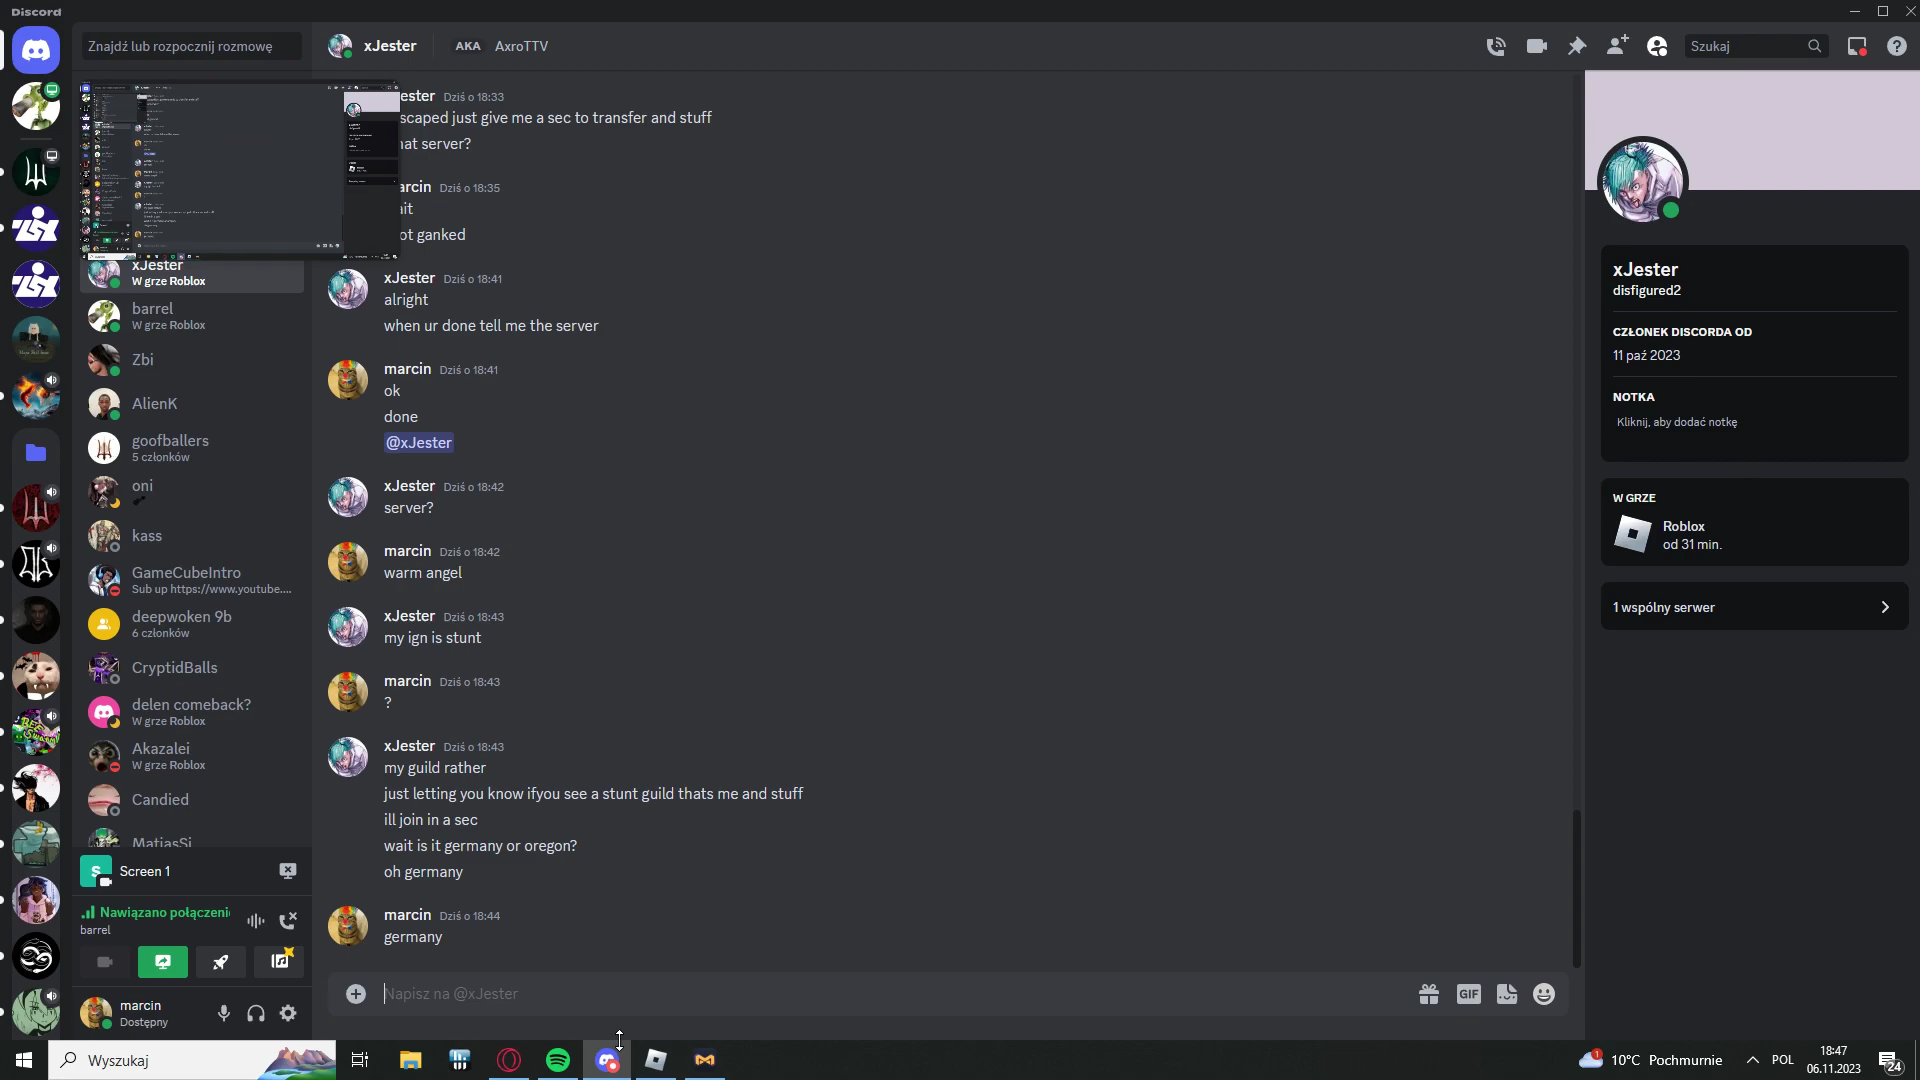 Discord
Znajdź lub rozpocznij rozmowę
xJester
AKA AxroTTV
Szukaj
ester Dziś o 18:33
scaped just give me a sec to transfer and stuff
hat server?
arcin Dziś o 18:35
ait
ot ganked
xJester Dziś o 18:41
alright
when ur done tell me the server
marcin Dziś o 18:41
ok
done
@xJester
xJester Dziś o 18:42
server?
marcin Dziś o 18:42
warm angel
xJester Dziś o 18:43
my ign is stunt
marcin Dziś o 18:43
?
xJester Dziś o 18:43
my guild rather
just letting you know ifyou see a stunt guild thats me and stuff
ill join in a sec
wait is it germany or oregon?
oh germany
marcin Dziś o 18:44
germany
Napisz na @xJester
GIF
xJester
W grze Roblox
barrel
W grze Roblox
Zbi
AlienK
goofballers
5 członków
oni
kass
GameCubeIntro
Sub up https://www.youtube....
deepwoken 9b
6 członków
CryptidBalls
delen comeback?
W grze Roblox
Akazalei
W grze Roblox
Candied
MatiasSi
S
Screen 1
Nawiązano połączeni
barrel
marcin
Dostępny
xJester
disfigured2
CZŁONEK DISCORDA OD
11 paź 2023
NOTKA
Kliknij, aby dodać notkę
W GRZE
Roblox
od 31 min.
1 wspólny serwer
Wyszukaj
1
10°C Pochmurnie
POL
18:47
06.11.2023
24